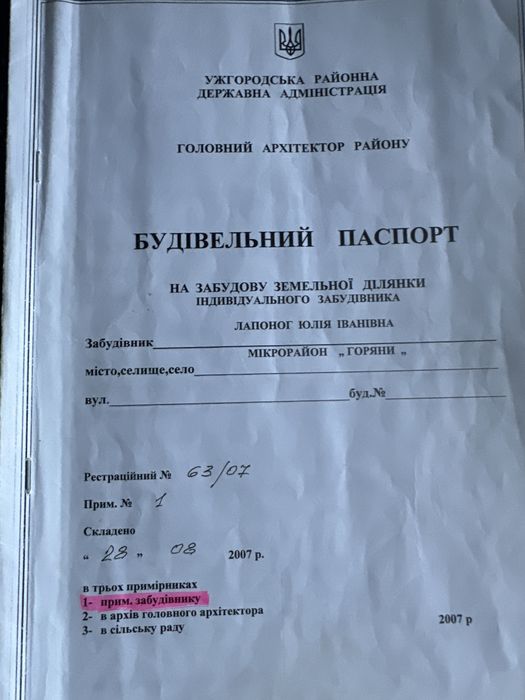 УЖГОРОДСЬКА РАЙОННА
ДЕРЖАВНА АДМІНІСТРАЦІЯ
ГОЛОВНИЙ АРХІТЕКТОР РАЙОНУ
БУДІВЕЛЬНИЙ ПАСПОРТ
НА ЗАБУДОВУ ЗЕМЕЛЬНОЇ ДІЛЯНКИ
ІНДИВІДУАЛЬНОГО ЗАБУДІВНИКА
ЛАПОНОГ ЮЛІЯ ІВАНІВНА
Забудівник
МІКРОРАЙОН „ ГОРЯНИ „
місто,селище,село
вул. буд.№
Рестраційний № 63/07
Прим. № 1
Складено
“ 28 „ 08 2007 р.
в трьох примірниках
1- прим. забудівнику
2- в архів головного архітектора
3- в сільську раду
2007 р